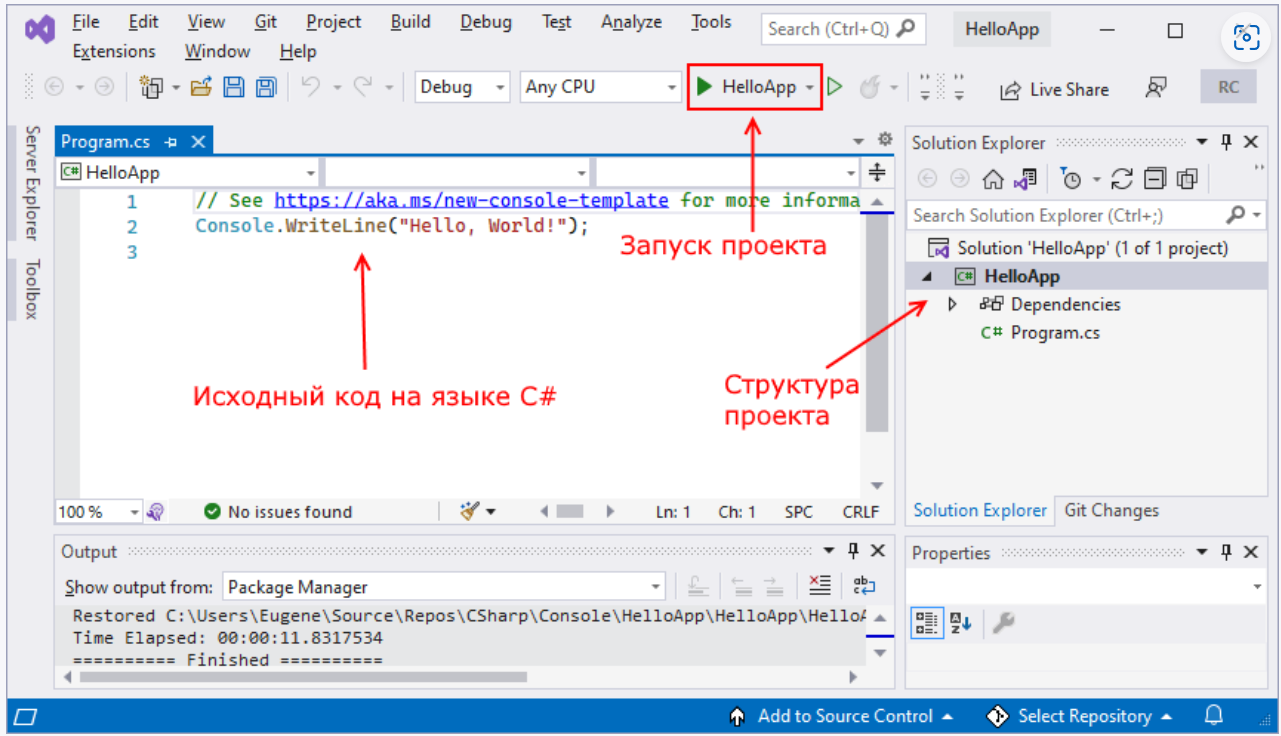 File Edit View Git Project Build Debug Test Analyze Tools Search (Ctrl+Q) HelloApp
Extensions Window Help
Debug Any CPU HelloApp Live Share RC
Server Explorer
Toolbox
Program.cs
HelloApp
1 // See https://aka.ms/new-console-template for more informa
2 Console.WriteLine("Hello, World!");
3
Запуск проекта
Исходный код на языке C#
Структура
проекта
100 % No issues found Ln: 1 Ch: 1 SPC CRLF
Solution Explorer
Search Solution Explorer (Ctrl+;)
Solution 'HelloApp' (1 of 1 project)
C# HelloApp
Dependencies
C# Program.cs
Solution Explorer Git Changes
Output
Show output from: Package Manager
Restored C:\Users\Eugene\Source\Repos\CSharp\Console\HelloApp\HelloApp\HelloA
Time Elapsed: 00:00:11.8317534
========== Finished ==========
Properties
Add to Source Control Select Repository